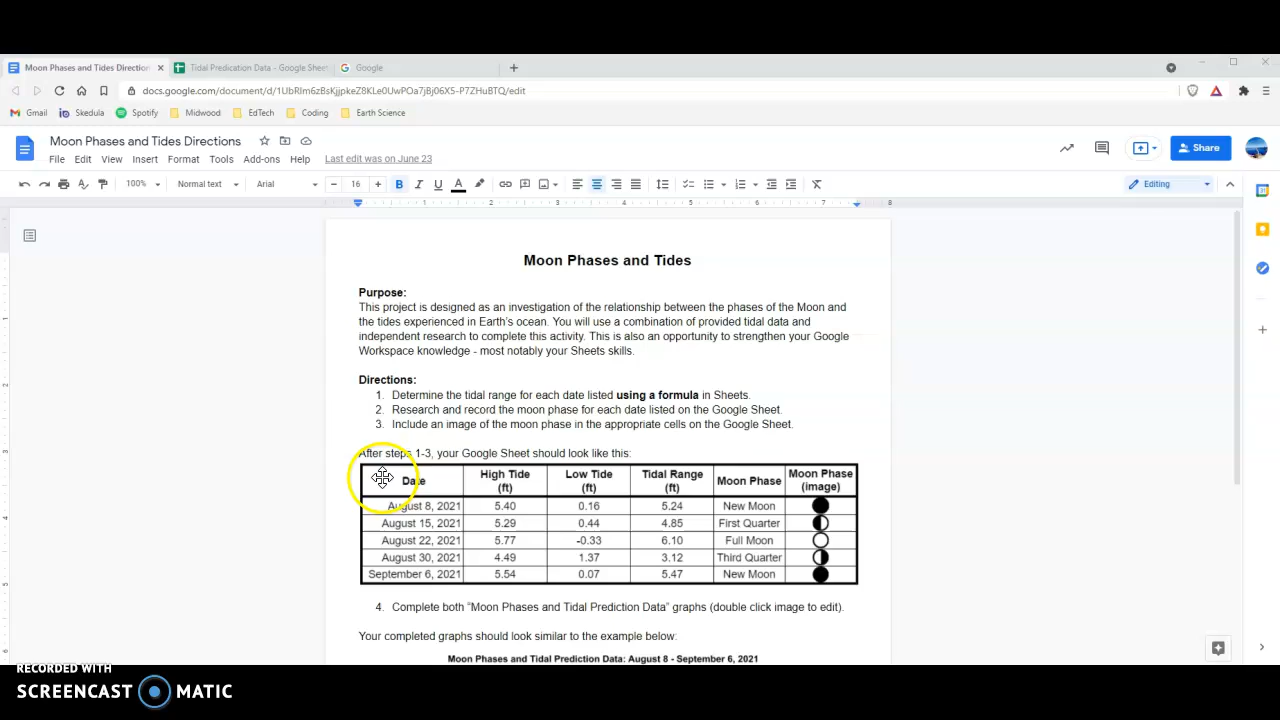 Moon Phases and Tides Direction
Tidal Predication Data - Google Sheet
Google
docs.google.com/document/d/1UbRIm6zBsKjjpkeZ8KLe0UwPOa7jBj06XS-P7ZHuBTQ/edit
Gmail
Skedula
Spotify
Midwood
EdTech
Coding
Earth Science
Moon Phases and Tides Directions
File Edit View Insert Format Tools Add-ons Help Last edit was on June 23
Share
100% Normal text Arial 16 B I U A
Editing
1 2 3 4 5 6 7 8
Moon Phases and Tides
Purpose:
This project is designed as an investigation of the relationship between the phases of the Moon and
the tides experienced in Earth's ocean. You will use a combination of provided tidal data and
independent research to complete this activity. This is also an opportunity to strengthen your Google
Workspace knowledge - most notably your Sheets skills.
Directions:
1. Determine the tidal range for each date listed using a formula in Sheets.
2. Research and record the moon phase for each date listed on the Google Sheet.
3. Include an image of the moon phase in the appropriate cells on the Google Sheet.
After steps 1-3, your Google Sheet should look like this:
Date High Tide (ft) Low Tide (ft) Tidal Range (ft) Moon Phase Moon Phase (image)
August 8, 2021 5.40 0.16 5.24 New Moon
August 15, 2021 5.29 0.44 4.85 First Quarter
August 22, 2021 5.77 -0.33 6.10 Full Moon
August 30, 2021 4.49 1.37 3.12 Third Quarter
September 6, 2021 5.54 0.07 5.47 New Moon
4. Complete both "Moon Phases and Tidal Prediction Data" graphs (double click image to edit).
Your completed graphs should look similar to the example below:
Moon Phases and Tidal Prediction Data: August 8 - September 6, 2021
RECORDED WITH
SCREENCAST MATIC